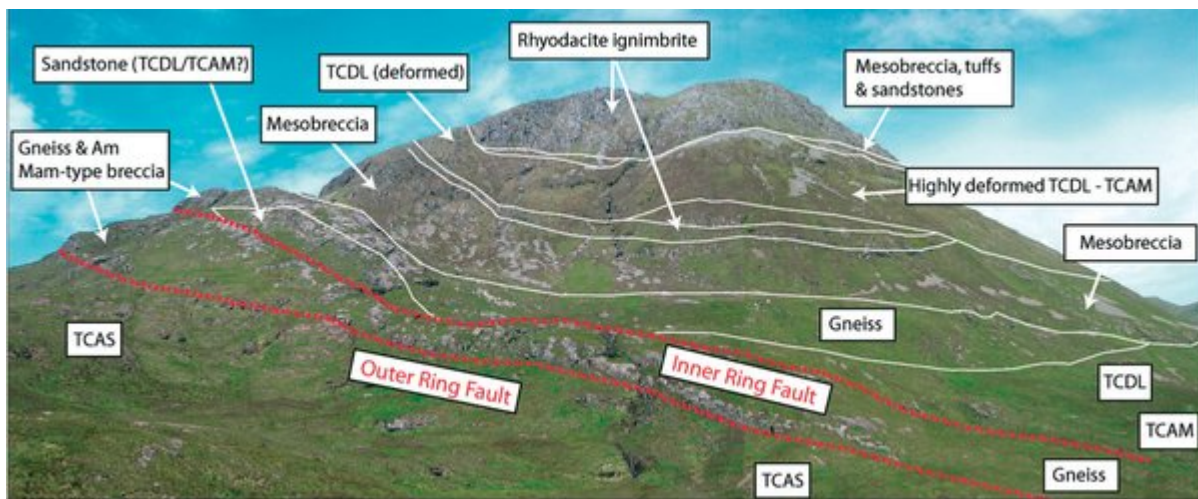 Rhyodacite ignimbrite
Sandstone (TCDL/TCAM?)
TCDL (deformed)
Mesobreccia, tuffs
& sandstones
Mesobreccia
Gneiss & Am
Mam-type breccia
Highly deformed TCDL - TCAM
Mesobreccia
Gneiss
TCAS
Outer Ring Fault
Inner Ring Fault
TCDL
TCAM
Gneiss
TCAS